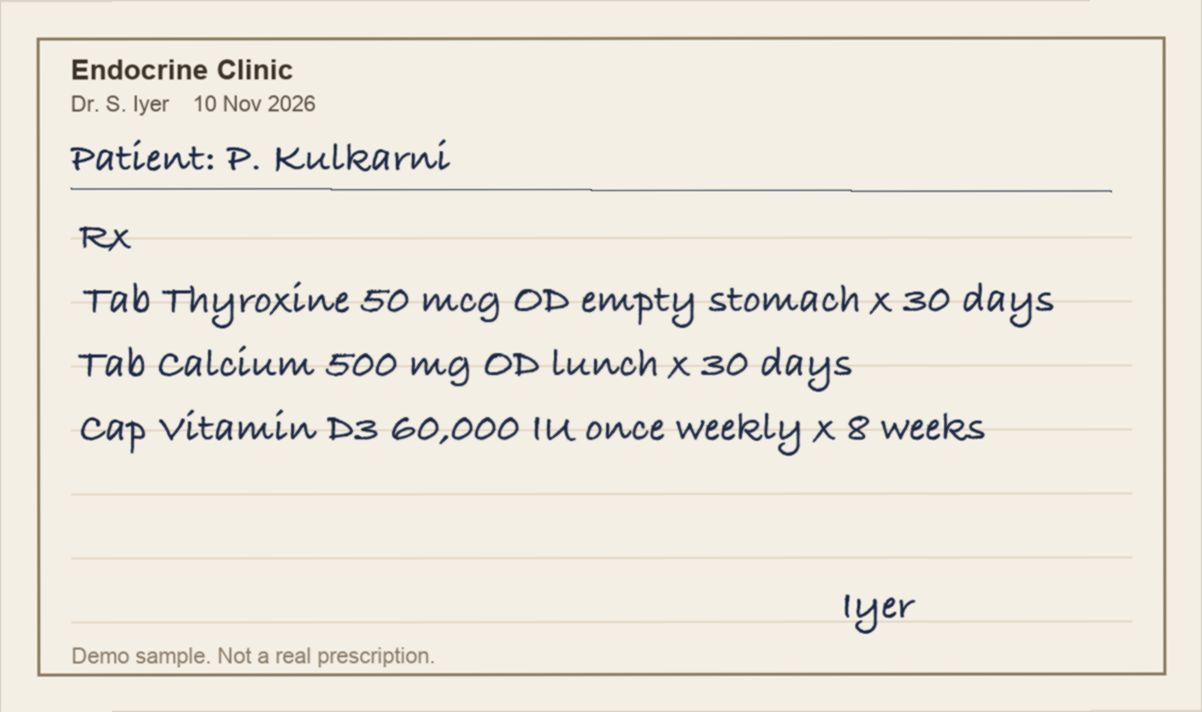 Endocrine Clinic
Dr. S. Iyer 10 Nov 2026
Patient: P. Kulkarni
Rx
Tab Thyroxine 50 mcg OD empty stomach x 30 days
Tab Calcium 500 mg OD lunch x 30 days
Cap Vitamin D3 60,000 IU once weekly x 8 weeks
Iyer
Demo sample. Not a real prescription.